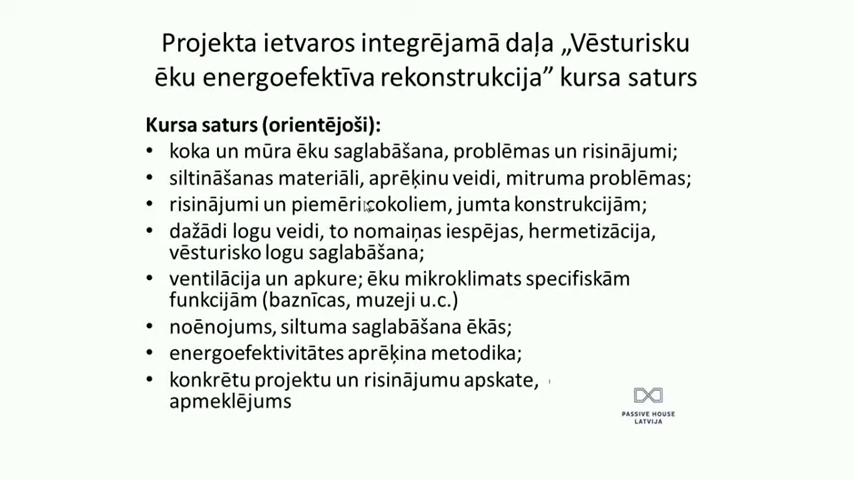 Projekta ietvaros integrējamā daļa „Vēsturisku
ēku energoefektīva rekonstrukcija” kursa saturs
Kursa saturs (orientējoši):
• koka un mūra ēku saglabāšana, problēmas un risinājumi;
• siltināšanas materiāli, aprēķinu veidi, mitruma problēmas;
• risinājumi un piemēri cokoliem, jumta konstrukcijām;
• dažādi logu veidi, to nomaiņas iespējas, hermetizācija,
vēsturisko logu saglabāšana;
• ventilācija un apkure; ēku mikroklimats specifiskām
funkcijām (baznīcas, muzeji u.c.)
• noēnojums, siltuma saglabāšana ēkās;
• energoefektivitātes aprēķina metodika;
• konkrētu projektu un risinājumu apskate,
apmeklējums
PASSIVE HOUSE
LATVIJA